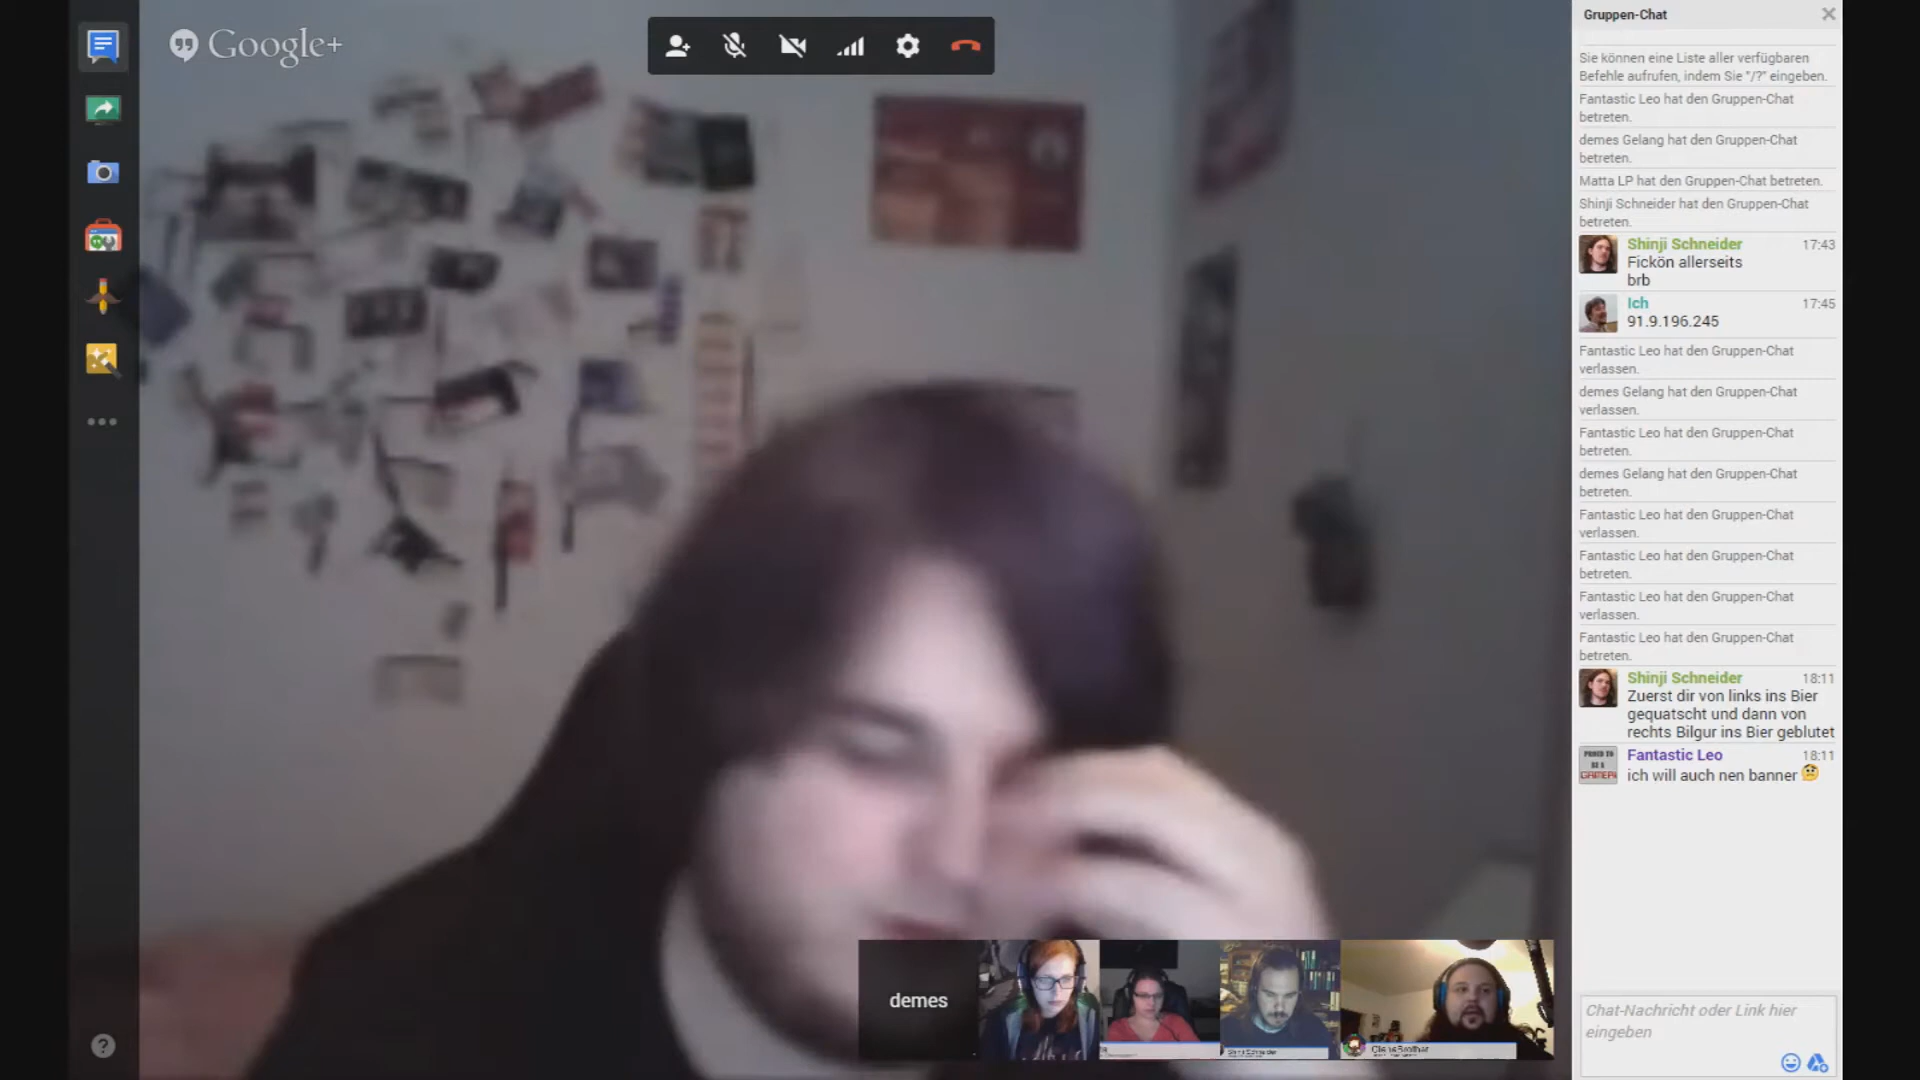 Google+
Gruppen-Chat
Sie können eine Liste aller verfügbaren
Befehle aufrufen, indem Sie "/?" eingeben.
Fantastic Leo hat den Gruppen-Chat
betreten.
demes Gelang hat den Gruppen-Chat
betreten.
Matta LP hat den Gruppen-Chat betreten.
Shinji Schneider hat den Gruppen-Chat
betreten.
Shinji Schneider 17:43
Fickön allerseits
brb
Ich 17:45
91.9.196.245
Fantastic Leo hat den Gruppen-Chat
verlassen.
demes Gelang hat den Gruppen-Chat
verlassen.
Fantastic Leo hat den Gruppen-Chat
betreten.
demes Gelang hat den Gruppen-Chat
betreten.
Fantastic Leo hat den Gruppen-Chat
verlassen.
Fantastic Leo hat den Gruppen-Chat
betreten.
Fantastic Leo hat den Gruppen-Chat
verlassen.
Fantastic Leo hat den Gruppen-Chat
betreten.
Shinji Schneider 18:11
Zuerst dir von links ins Bier
gequatscht und dann von
rechts Bilgur ins Bier geblutet
PROUD TO
BE A
Fantastic Leo 18:11
ich will auch nen banner
demes
Shinji Schneider
Chat-Nachricht oder Link hier
eingeben